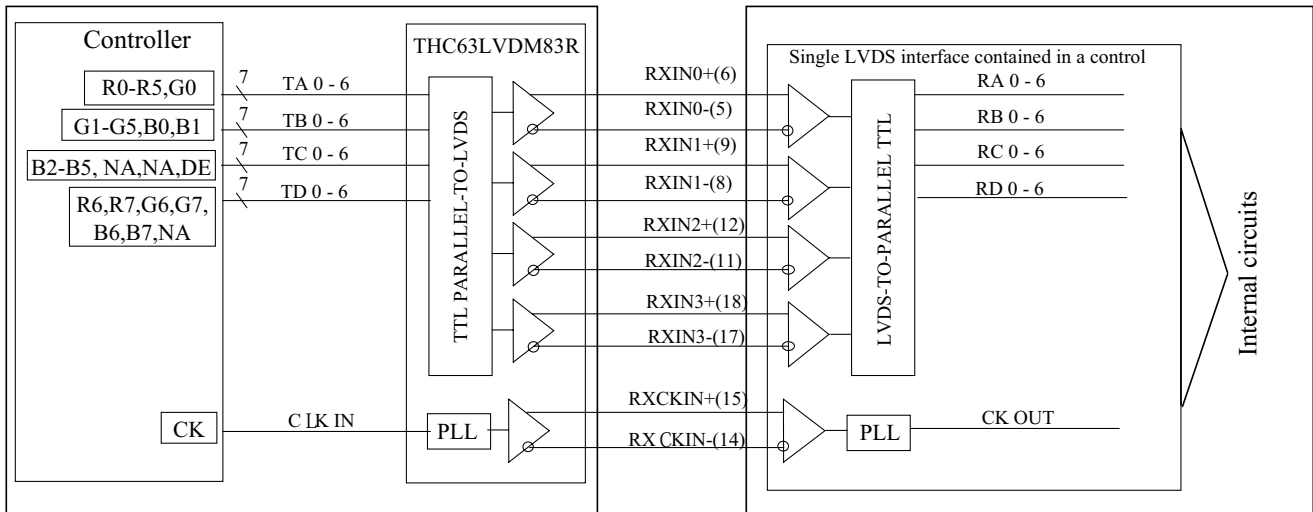 Controller
R0-R5,G0
G1-G5,B0,B1
B2-B5, NA,NA,DE
R6,R7,G6,G7,
B6,B7,NA
CK
7
TA 0 - 6
7
TB 0 - 6
7
TC 0 - 6
7
TD 0 - 6
CLK IN
THC63LVDM83R
TTL PARALLEL-TO-LVDS
PLL
RXIN0+(6)
RXIN0-(5)
RXIN1+(9)
RXIN1-(8)
RXIN2+(12)
RXIN2-(11)
RXIN3+(18)
RXIN3-(17)
RXCKIN+(15)
RXCKIN-(14)
Single LVDS interface contained in a control
LVDS-TO-PARALLEL TTL
PLL
RA 0 - 6
RB 0 - 6
RC 0 - 6
RD 0 - 6
CK OUT
Internal circuits